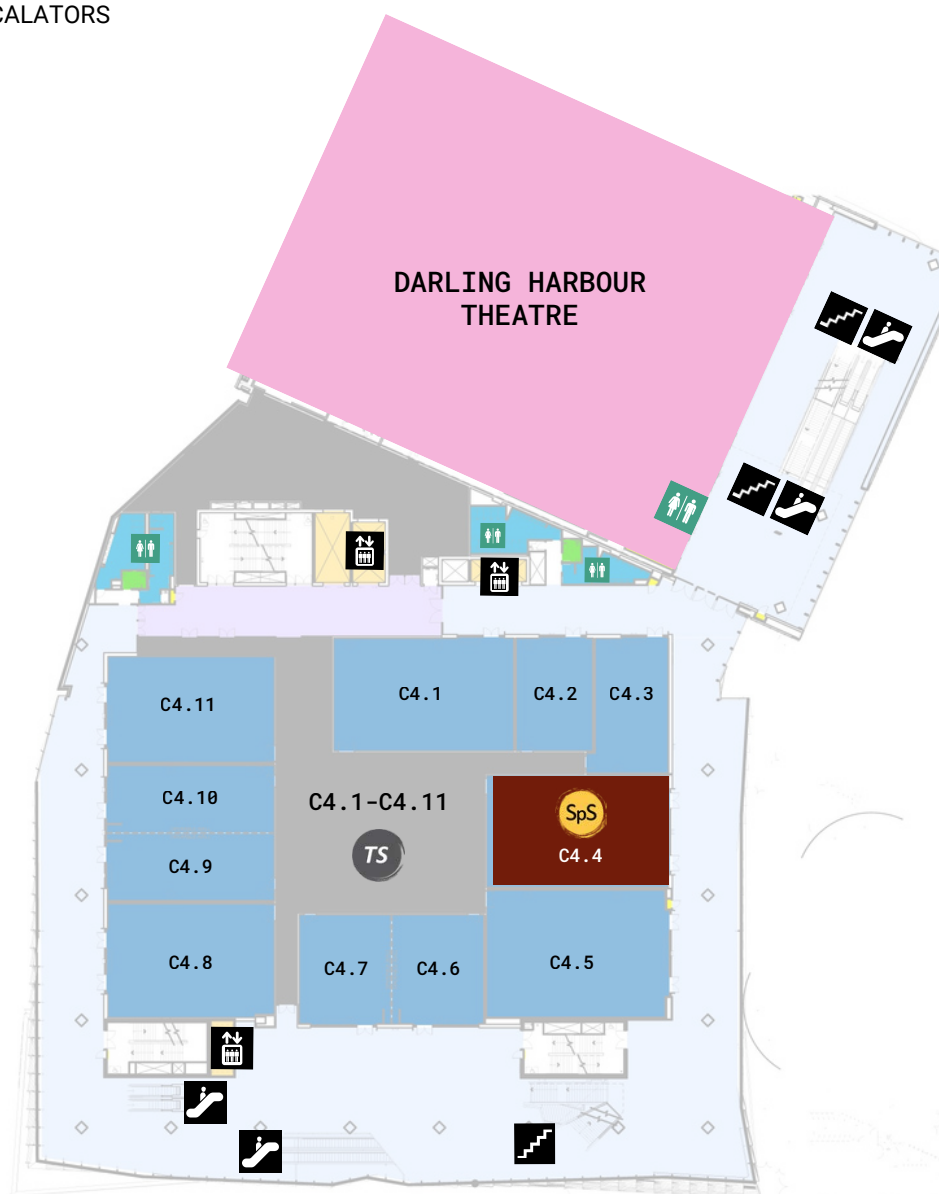 CALATORS
DARLING HARBOUR
THEATRE
C4.11
C4.1
C4.2
C4.3
C4.10
C4.1-C4.11
SpS
TS
C4.4
C4.9
C4.8
C4.7
C4.6
C4.5